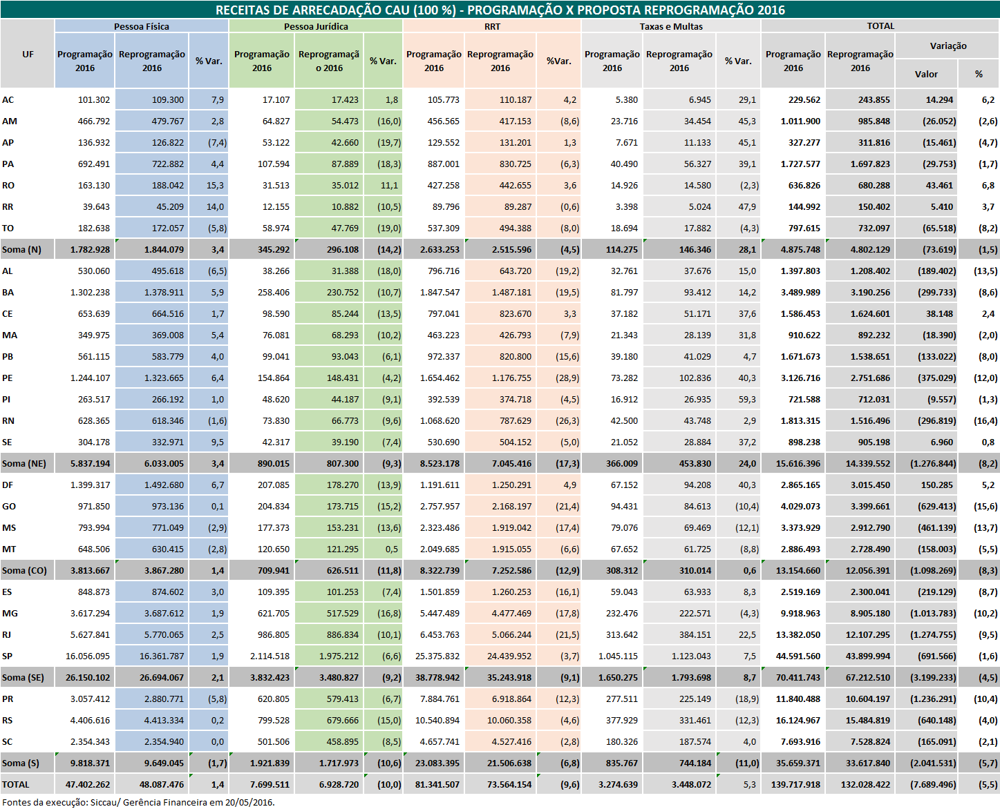 RECEITAS DE ARRECADAÇÃO CAU (100 %) - PROGRAMAÇÃO X PROPOSTA REPROGRAMAÇÃO 2016
UF Pessoa Física Pessoa Jurídica RRT Taxas e Multas TOTAL
Programação 2016 Reprogramação 2016 % Var. Programação 2016 Reprogramaçã o 2016 % Var. Programação 2016 Reprogramação 2016 %Var. Programação 2016 Reprogramação 2016 % Var. Programação 2016 Reprogramação 2016 Variação
Valor %
AC 101.302 109.300 7,9 17.107 17.423 1,8 105.773 110.187 4,2 5.380 6.945 29,1 229.562 243.855 14.294 6,2
AM 466.792 479.767 2,8 64.827 54.473 (16,0) 456.565 417.153 (8,6) 23.716 34.454 45,3 1.011.900 985.848 (26.052) (2,6)
AP 136.932 126.822 (7,4) 53.122 42.660 (19,7) 129.552 131.201 1,3 7.671 11.133 45,1 327.277 311.816 (15.461) (4,7)
PA 692.491 722.882 4,4 107.594 87.889 (18,3) 887.001 830.725 (6,3) 40.490 56.327 39,1 1.727.577 1.697.823 (29.753) (1,7)
RO 163.130 188.042 15,3 31.513 35.012 11,1 427.258 442.655 3,6 14.926 14.580 (2,3) 636.826 680.288 43.461 6,8
RR 39.643 45.209 14,0 12.155 10.882 (10,5) 89.796 89.287 (0,6) 3.398 5.024 47,9 144.992 150.402 5.410 3,7
TO 182.638 172.057 (5,8) 58.974 47.769 (19,0) 537.309 494.388 (8,0) 18.694 17.882 (4,3) 797.615 732.097 (65.518) (8,2)
Soma (N) 1.782.928 1.844.079 3,4 345.292 296.108 (14,2) 2.633.253 2.515.596 (4,5) 114.275 146.346 28,1 4.875.748 4.802.129 (73.619) (1,5)
AL 530.060 495.618 (6,5) 38.266 31.388 (18,0) 796.716 643.720 (19,2) 32.761 37.676 15,0 1.397.803 1.208.402 (189.402) (13,5)
BA 1.302.238 1.378.911 5,9 258.406 230.752 (10,7) 1.847.547 1.487.181 (19,5) 81.797 93.412 14,2 3.489.989 3.190.256 (299.733) (8,6)
CE 653.639 664.516 1,7 98.590 85.244 (13,5) 797.041 823.670 3,3 37.182 51.171 37,6 1.586.453 1.624.601 38.148 2,4
MA 349.975 369.008 5,4 76.081 68.293 (10,2) 463.223 426.793 (7,9) 21.343 28.139 31,8 910.622 892.232 (18.390) (2,0)
PB 561.115 583.779 4,0 99.041 93.043 (6,1) 972.337 820.800 (15,6) 39.180 41.029 4,7 1.671.673 1.538.651 (133.022) (8,0)
PE 1.244.107 1.323.665 6,4 154.864 148.431 (4,2) 1.654.462 1.176.755 (28,9) 73.282 102.836 40,3 3.126.716 2.751.686 (375.029) (12,0)
PI 263.517 266.192 1,0 48.620 44.187 (9,1) 392.539 374.718 (4,5) 16.912 26.935 59,3 721.588 712.031 (9.557) (1,3)
RN 628.365 618.346 (1,6) 73.830 66.773 (9,6) 1.068.620 787.629 (26,3) 42.500 43.748 2,9 1.813.315 1.516.496 (296.819) (16,4)
SE 304.178 332.971 9,5 42.317 39.190 (7,4) 530.690 504.152 (5,0) 21.052 28.884 37,2 898.238 905.198 6.960 0,8
Soma (NE) 5.837.194 6.033.005 3,4 890.015 807.300 (9,3) 8.523.178 7.045.416 (17,3) 366.009 453.830 24,0 15.616.396 14.339.552 (1.276.844) (8,2)
DF 1.399.317 1.492.680 6,7 207.085 178.270 (13,9) 1.191.611 1.250.291 4,9 67.152 94.208 40,3 2.865.165 3.015.450 150.285 5,2
GO 971.850 973.136 0,1 204.834 173.715 (15,2) 2.757.957 2.168.197 (21,4) 94.431 84.613 (10,4) 4.029.073 3.399.661 (629.413) (15,6)
MS 793.994 771.049 (2,9) 177.373 153.231 (13,6) 2.323.486 1.919.042 (17,4) 79.076 69.469 (12,1) 3.373.929 2.912.790 (461.139) (13,7)
MT 648.506 630.415 (2,8) 120.650 121.295 0,5 2.049.685 1.915.055 (6,6) 67.652 61.725 (8,8) 2.886.493 2.728.490 (158.003) (5,5)
Soma (CO) 3.813.667 3.867.280 1,4 709.941 626.511 (11,8) 8.322.739 7.252.586 (12,9) 308.312 310.014 0,6 13.154.660 12.056.391 (1.098.269) (8,3)
ES 848.873 874.602 3,0 109.395 101.253 (7,4) 1.501.859 1.260.253 (16,1) 59.043 63.933 8,3 2.519.169 2.300.041 (219.129) (8,7)
MG 3.617.294 3.687.612 1,9 621.705 517.529 (16,8) 5.447.489 4.477.469 (17,8) 232.476 222.571 (4,3) 9.918.963 8.905.180 (1.013.783) (10,2)
RJ 5.627.841 5.770.065 2,5 986.805 886.834 (10,1) 6.453.763 5.066.244 (21,5) 313.642 384.151 22,5 13.382.050 12.107.295 (1.274.755) (9,5)
SP 16.056.095 16.361.787 1,9 2.114.518 1.975.212 (6,6) 25.375.832 24.439.952 (3,7) 1.045.115 1.123.043 7,5 44.591.560 43.899.994 (691.566) (1,6)
Soma (SE) 26.150.102 26.694.067 2,1 3.832.423 3.480.827 (9,2) 38.778.942 35.243.918 (9,1) 1.650.275 1.793.698 8,7 70.411.743 67.212.510 (3.199.233) (4,5)
PR 3.057.412 2.880.771 (5,8) 620.805 579.413 (6,7) 7.884.761 6.918.864 (12,3) 277.511 225.149 (18,9) 11.840.488 10.604.197 (1.236.291) (10,4)
RS 4.406.616 4.413.334 0,2 799.528 679.666 (15,0) 10.540.894 10.060.358 (4,6) 377.929 331.461 (12,3) 16.124.967 15.484.819 (640.148) (4,0)
SC 2.354.343 2.354.940 0,0 501.506 458.895 (8,5) 4.657.741 4.527.416 (2,8) 180.326 187.574 4,0 7.693.916 7.528.824 (165.091) (2,1)
Soma (S) 9.818.371 9.649.045 (1,7) 1.921.839 1.717.973 (10,6) 23.083.395 21.506.638 (6,8) 835.767 744.184 (11,0) 35.659.371 33.617.840 (2.041.531) (5,7)
TOTAL 47.402.262 48.087.476 1,4 7.699.511 6.928.720 (10,0) 81.341.507 73.564.154 (9,6) 3.274.639 3.448.072 5,3 139.717.918 132.028.422 (7.689.496) (5,5)
Fontes da execução: Siccau/ Gerência Financeira em 20/05/2016.